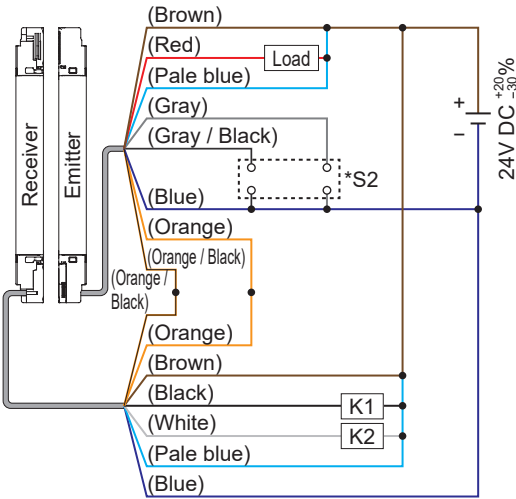 (Brown)
(Red)
Load
(Pale blue)
(Gray)
(Gray / Black)
*S2
(Blue)
(Orange)
(Orange / Black)
(Orange /
Black)
(Orange)
(Brown)
(Black)
K1
(White)
K2
(Pale blue)
(Blue)
Receiver
Emitter
+
−
24V DC +20 −30 %